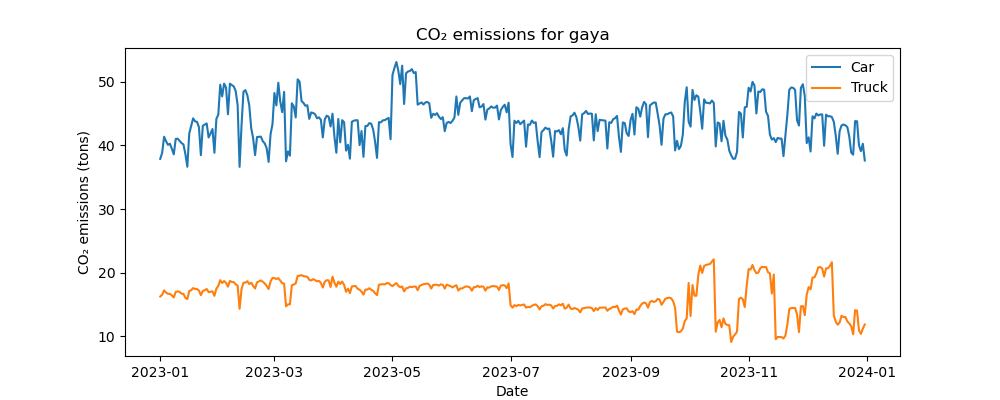 CO₂ emissions for gaya
Car
Truck
CO₂ emissions (tons)
50
40
30
20
10
2023-01 2023-03 2023-05 2023-07 2023-09 2023-11 2024-01
Date